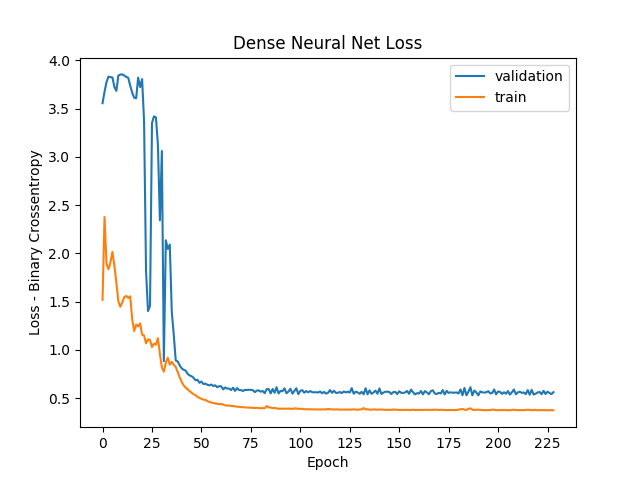 Dense Neural Net Loss
validation
train
Loss - Binary Crossentropy
4.0
3.5
3.0
2.5
2.0
1.5
1.0
0.5
0 25 50 75 100 125 150 175 200 225
Epoch